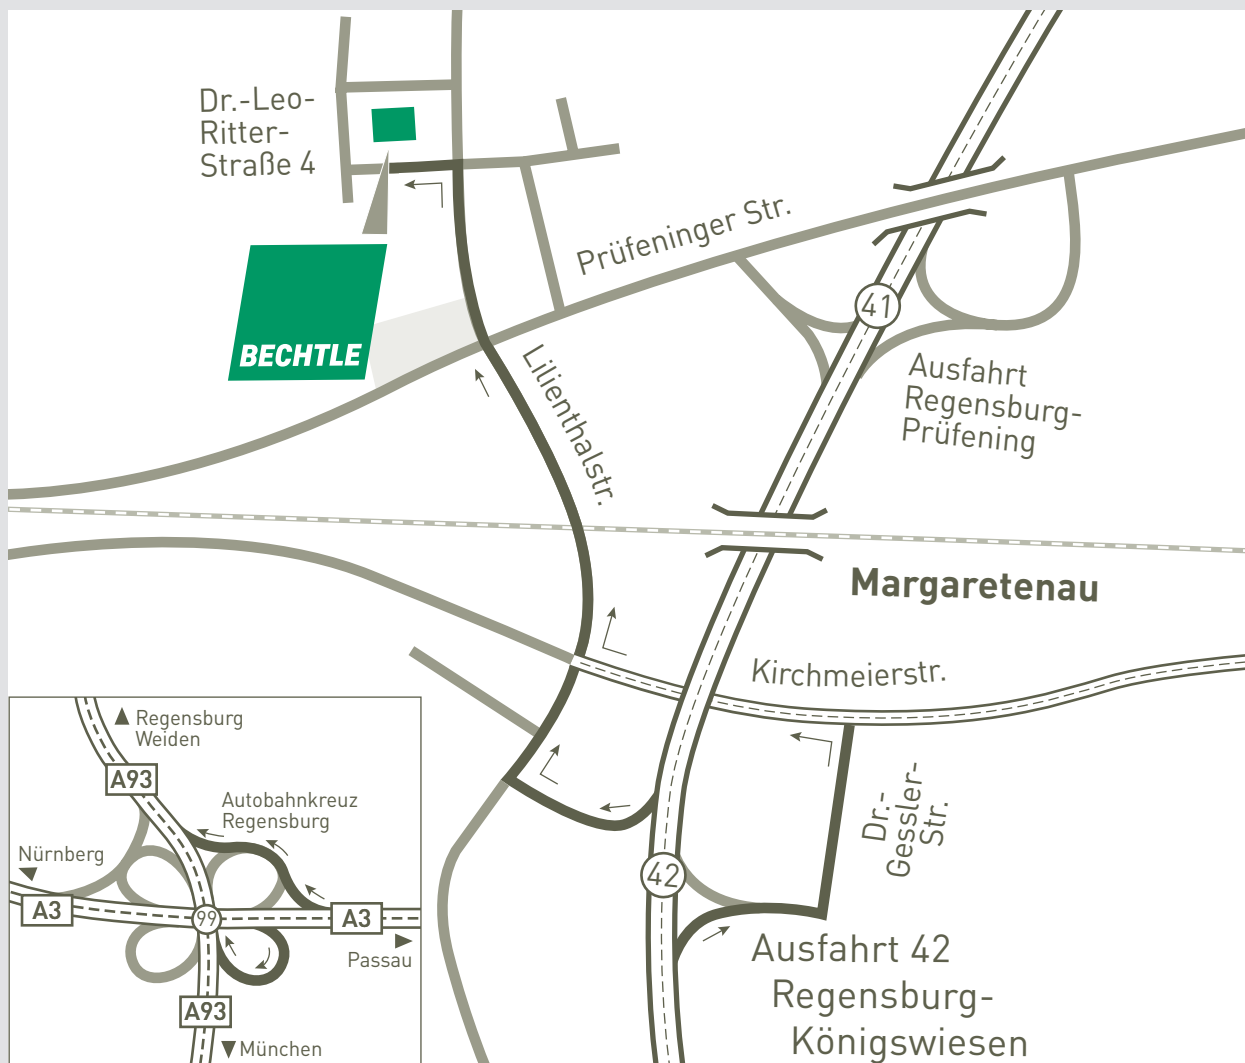 Dr.-Leo-
Ritter-
Straße 4
Prüfeninger Str.
BECHTLE
41
Lilienthalstr.
Ausfahrt
Regensburg-
Prüfening
Margaretenau
Kirchmeierstr.
Dr.-
Gessler-
Str.
42
Ausfahrt 42
Regensburg-
Königswiesen
Regensburg
Weiden
A93
Autobahnkreuz
Regensburg
Nürnberg
A3
99
A3
Passau
A93
München